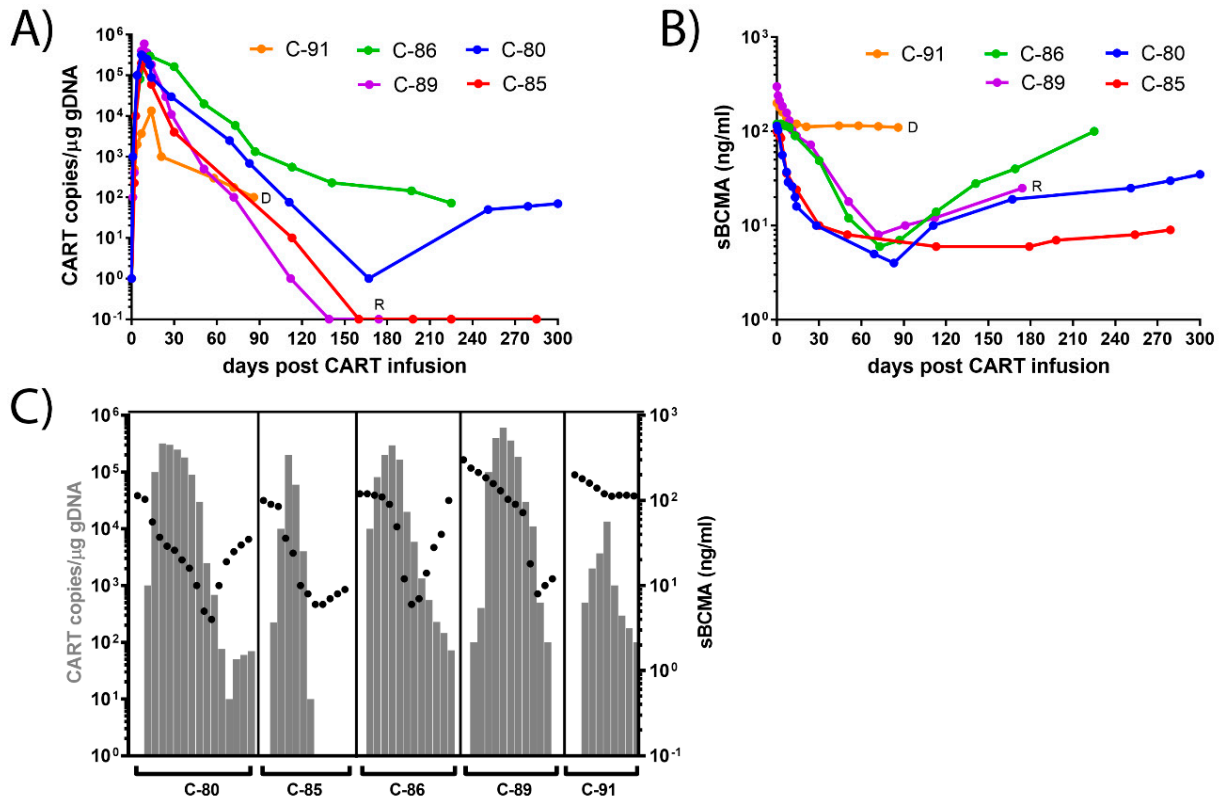 A)
CART copies/µg gDNA
10⁶
10⁵
10⁴
10³
10²
10¹
10⁰
10⁻¹
C-91 C-86 C-80
C-89 C-85
D
R
0 30 60 90 120 150 180 210 240 270 300
days post CART infusion
B)
sBCMA (ng/ml)
10³
10²
10¹
10⁰
C-91 C-86 C-80
C-89 C-85
D
R
0 30 60 90 120 150 180 210 240 270 300
days post CART infusion
C)
CART copies/µg gDNA
10⁶
10⁵
10⁴
10³
10²
10¹
10⁰
10³
10²
10¹
10⁰
10⁻¹
sBCMA (ng/ml)
C-80 C-85 C-86 C-89 C-91